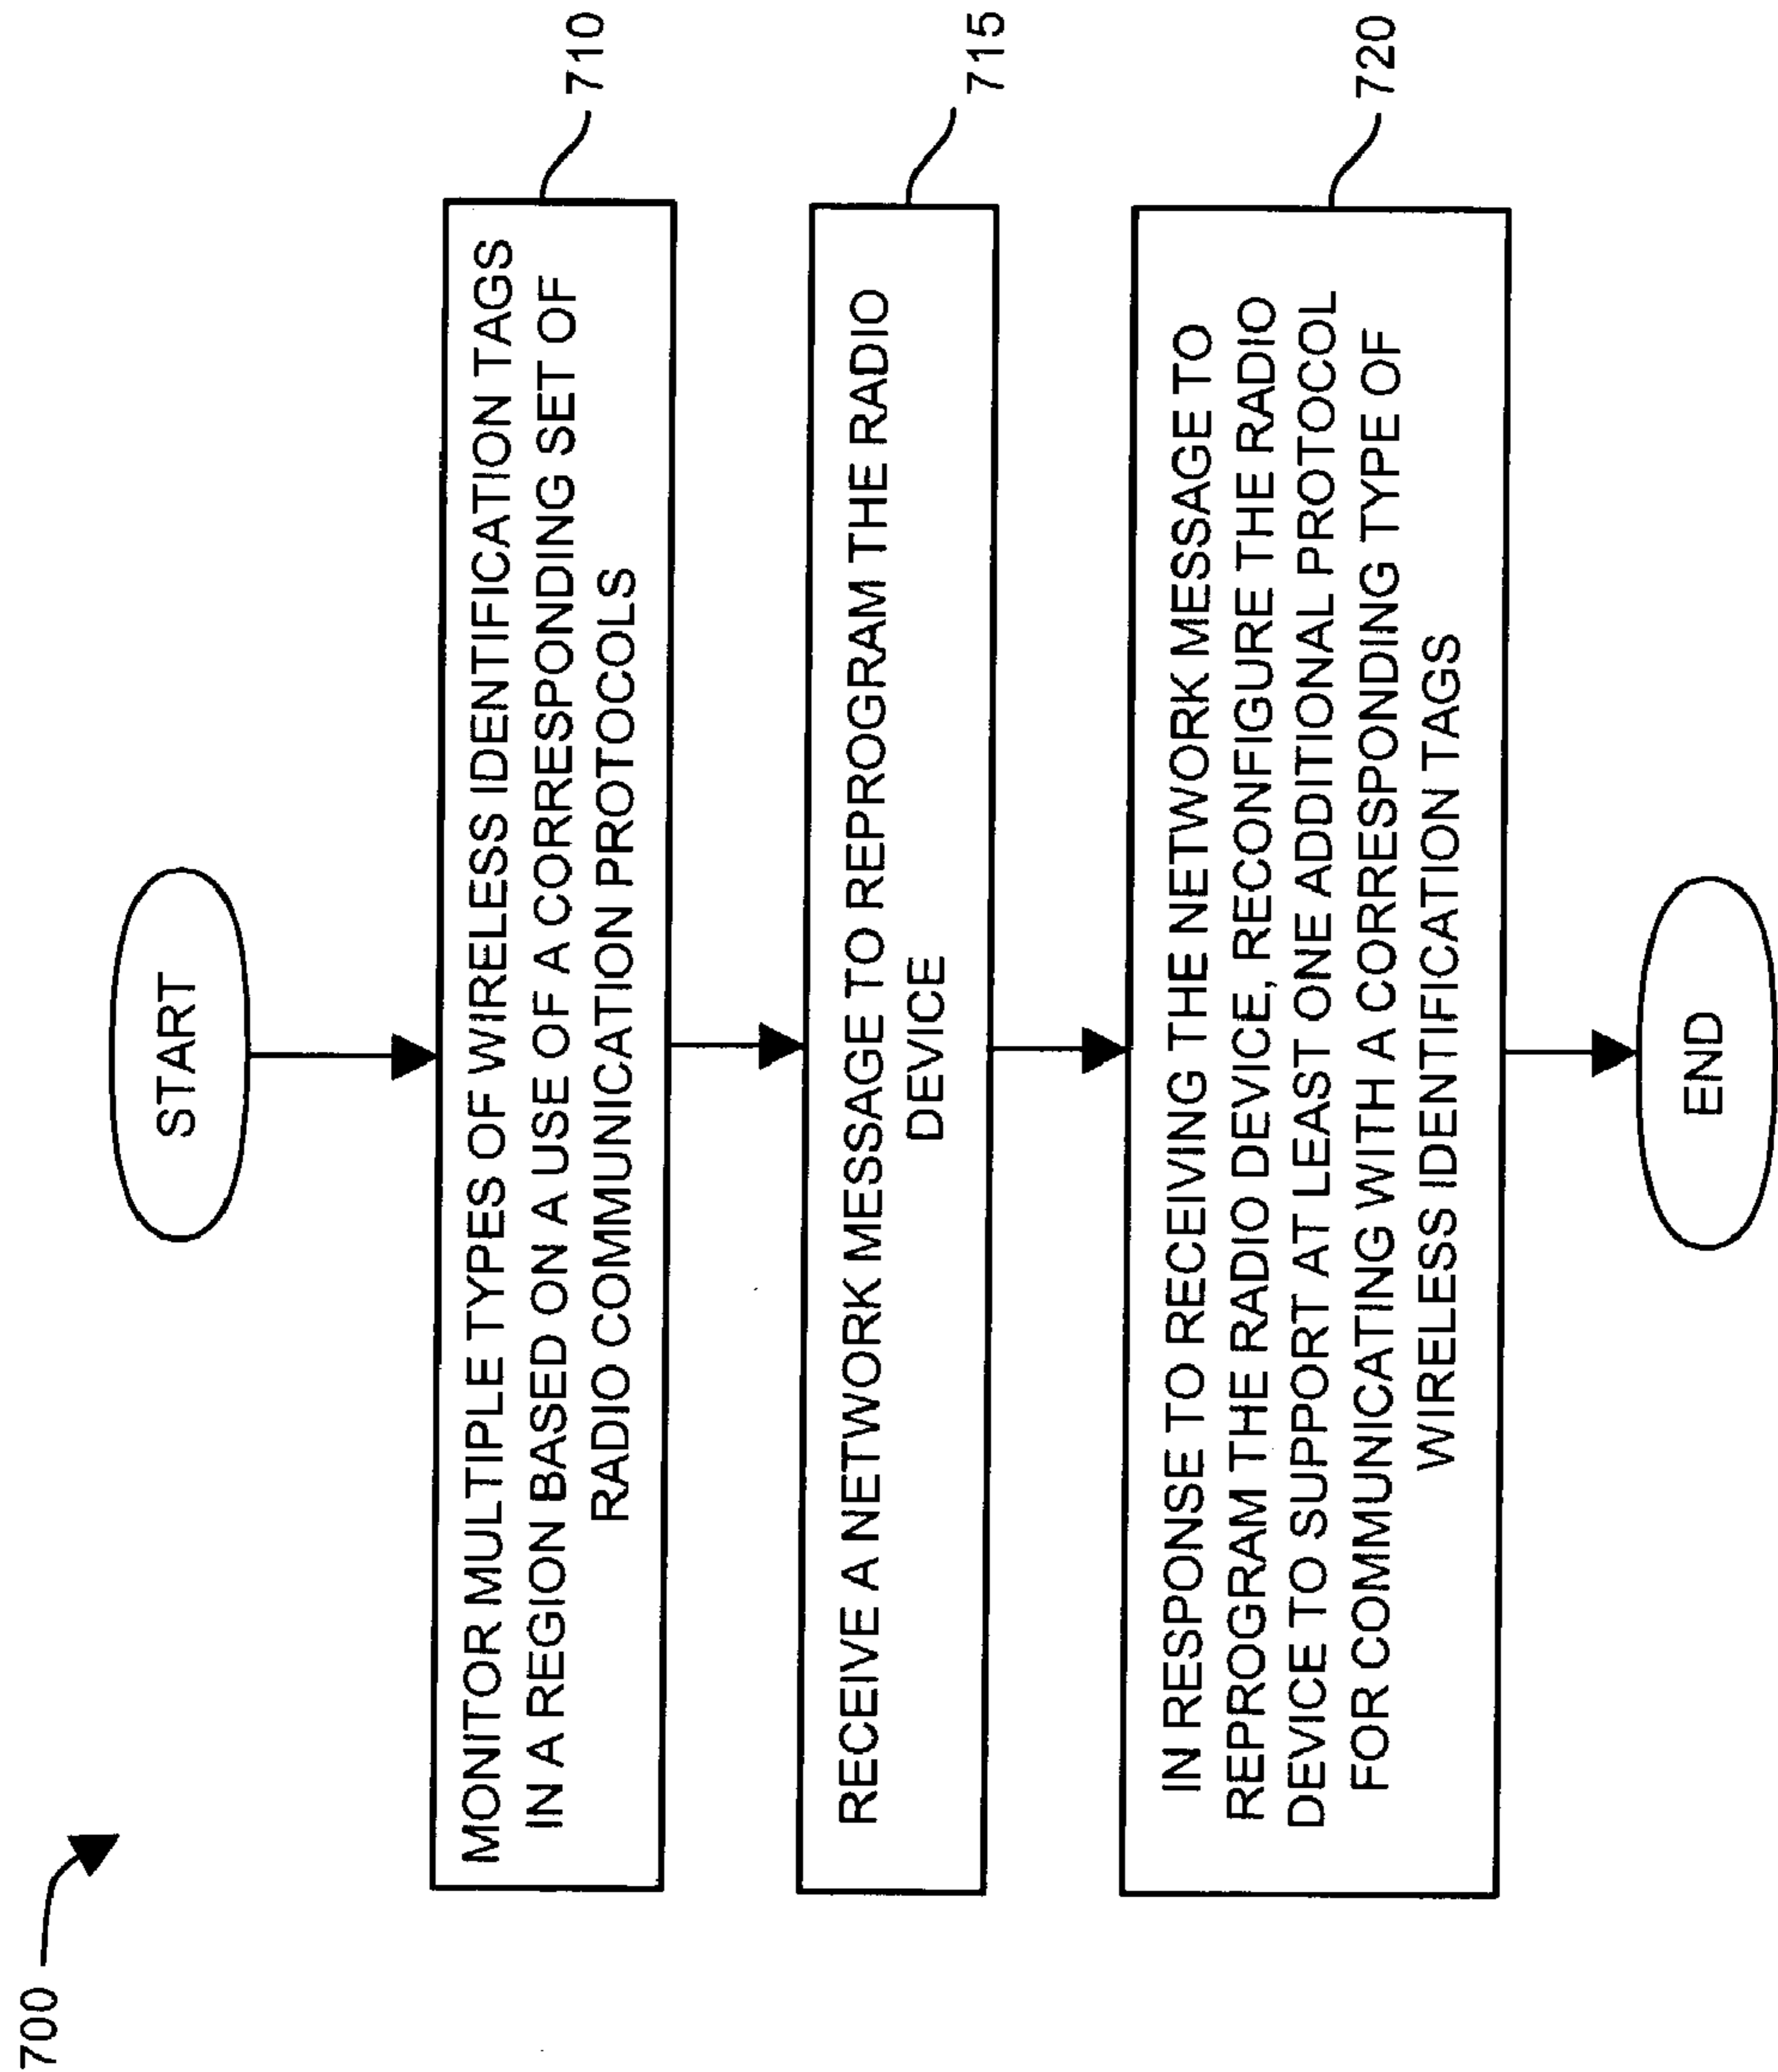 700
START
MONITOR MULTIPLE TYPES OF WIRELESS IDENTIFICATION TAGS
IN A REGION BASED ON A USE OF A CORRESPONDING SET OF
RADIO COMMUNICATION PROTOCOLS
710
RECEIVE A NETWORK MESSAGE TO REPROGRAM THE RADIO
DEVICE
715
IN RESPONSE TO RECEIVING THE NETWORK MESSAGE TO
REPROGRAM THE RADIO DEVICE, RECONFIGURE THE RADIO
DEVICE TO SUPPORT AT LEAST ONE ADDITIONAL PROTOCOL
FOR COMMUNICATING WITH A CORRESPONDING TYPE OF
WIRELESS IDENTIFICATION TAGS
720
END